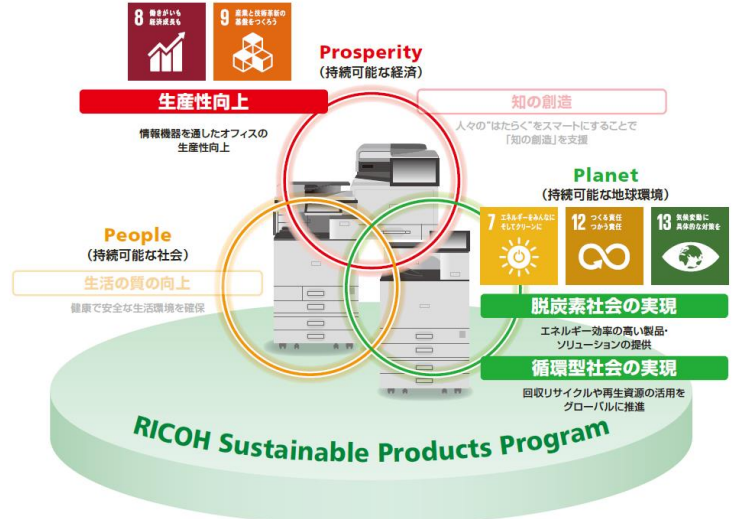 8 働きがいも
経済成長も
9 産業と技術革新の
基盤をつくろう
Prosperity
(持続可能な経済)
生産性向上
情報機器を通したオフィスの
生産性向上
知の創造
人々の"はたらく"をスマートにすることで
「知の創造」を支援
Planet
(持続可能な地球環境)
7 エネルギーをみんなに
そしてクリーンに
12 つくる責任
つかう責任
13 気候変動に
具体的な対策を
People
(持続可能な社会)
生活の質の向上
健康で安全な生活環境を確保
脱炭素社会の実現
エネルギー効率の高い製品・
ソリューションの提供
循環型社会の実現
回収リサイクルや再生資源の活用を
グローバルに推進
RICOH Sustainable Products Program